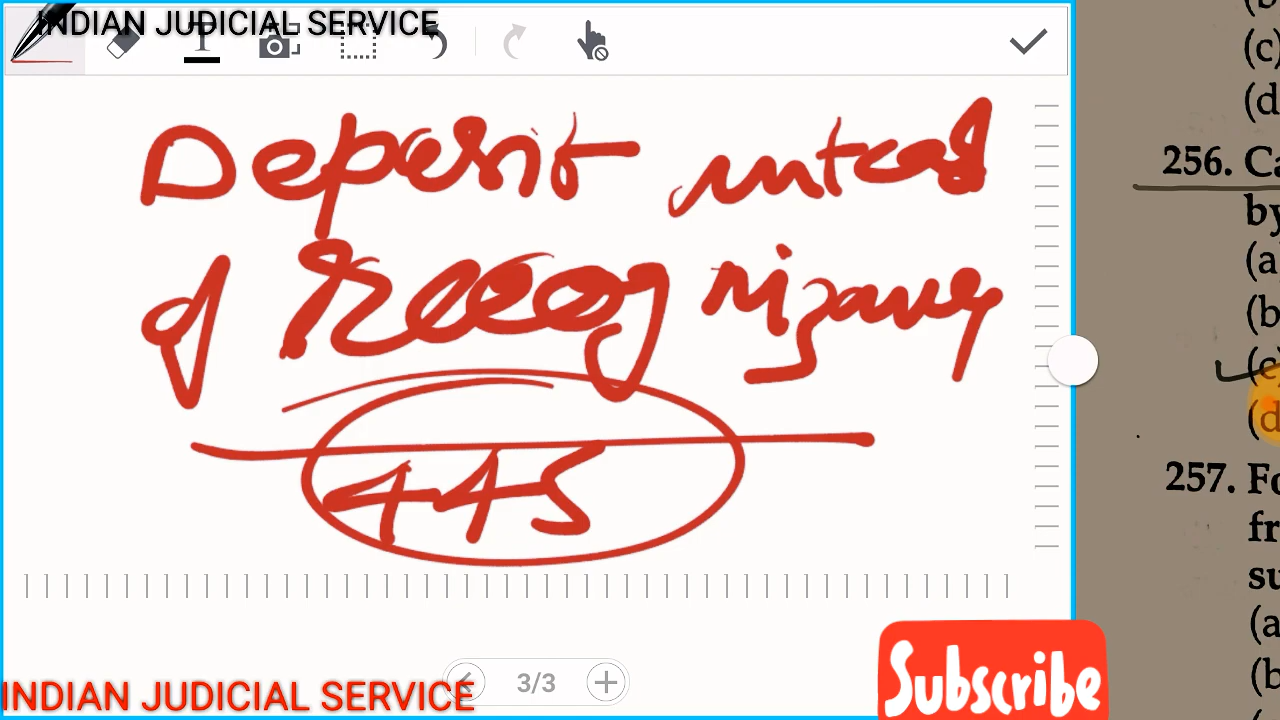 INDIAN JUDICIAL SERVICE
T
Deposit intead
of Recognizance
445
3/3
INDIAN JUDICIAL SERVICE
Subscribe
(c)
(d
256. Ca
by
(a)
(b)
(c)
(d
257. Fo
fr
su
(a
(b